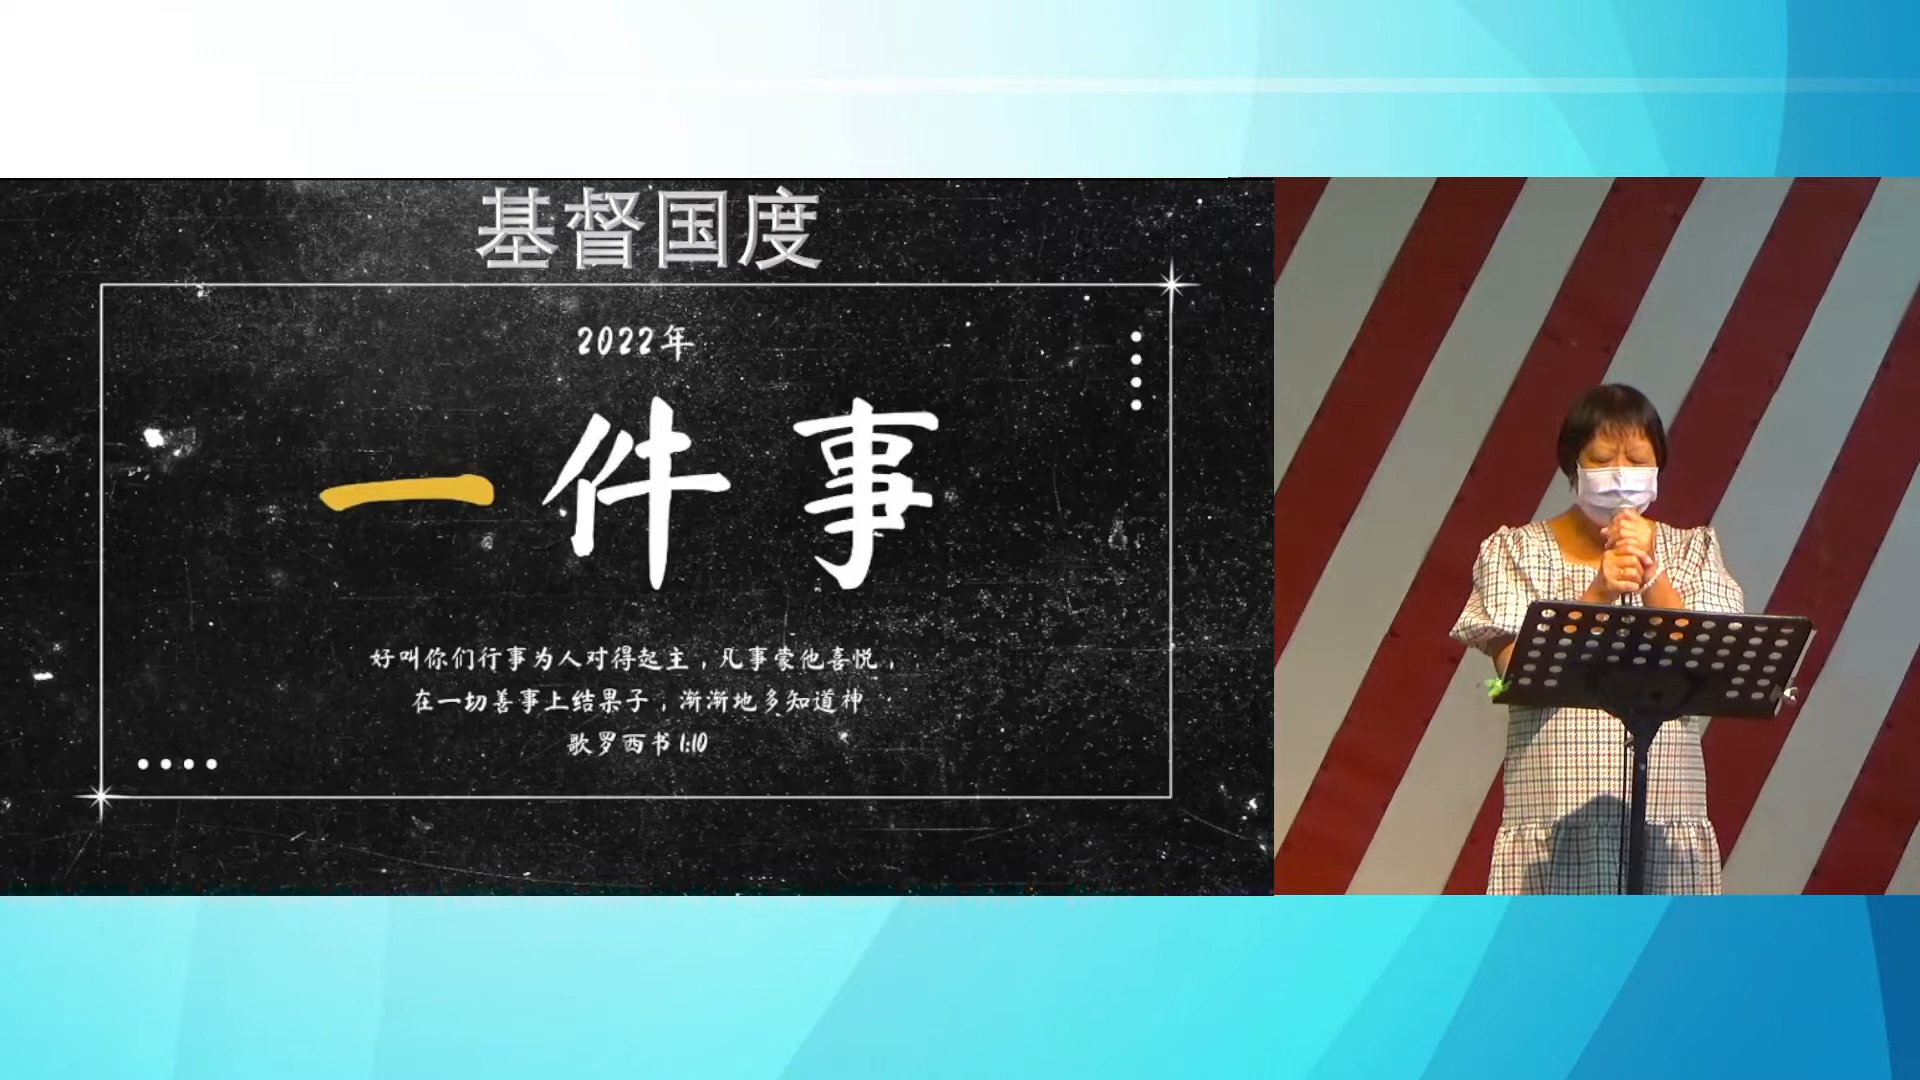 基督国度
2022年
一件事
好叫你们行事为人对得起主，凡事蒙他喜悦，
在一切善事上结果子，渐渐地多知道神
歌罗西书 1:10